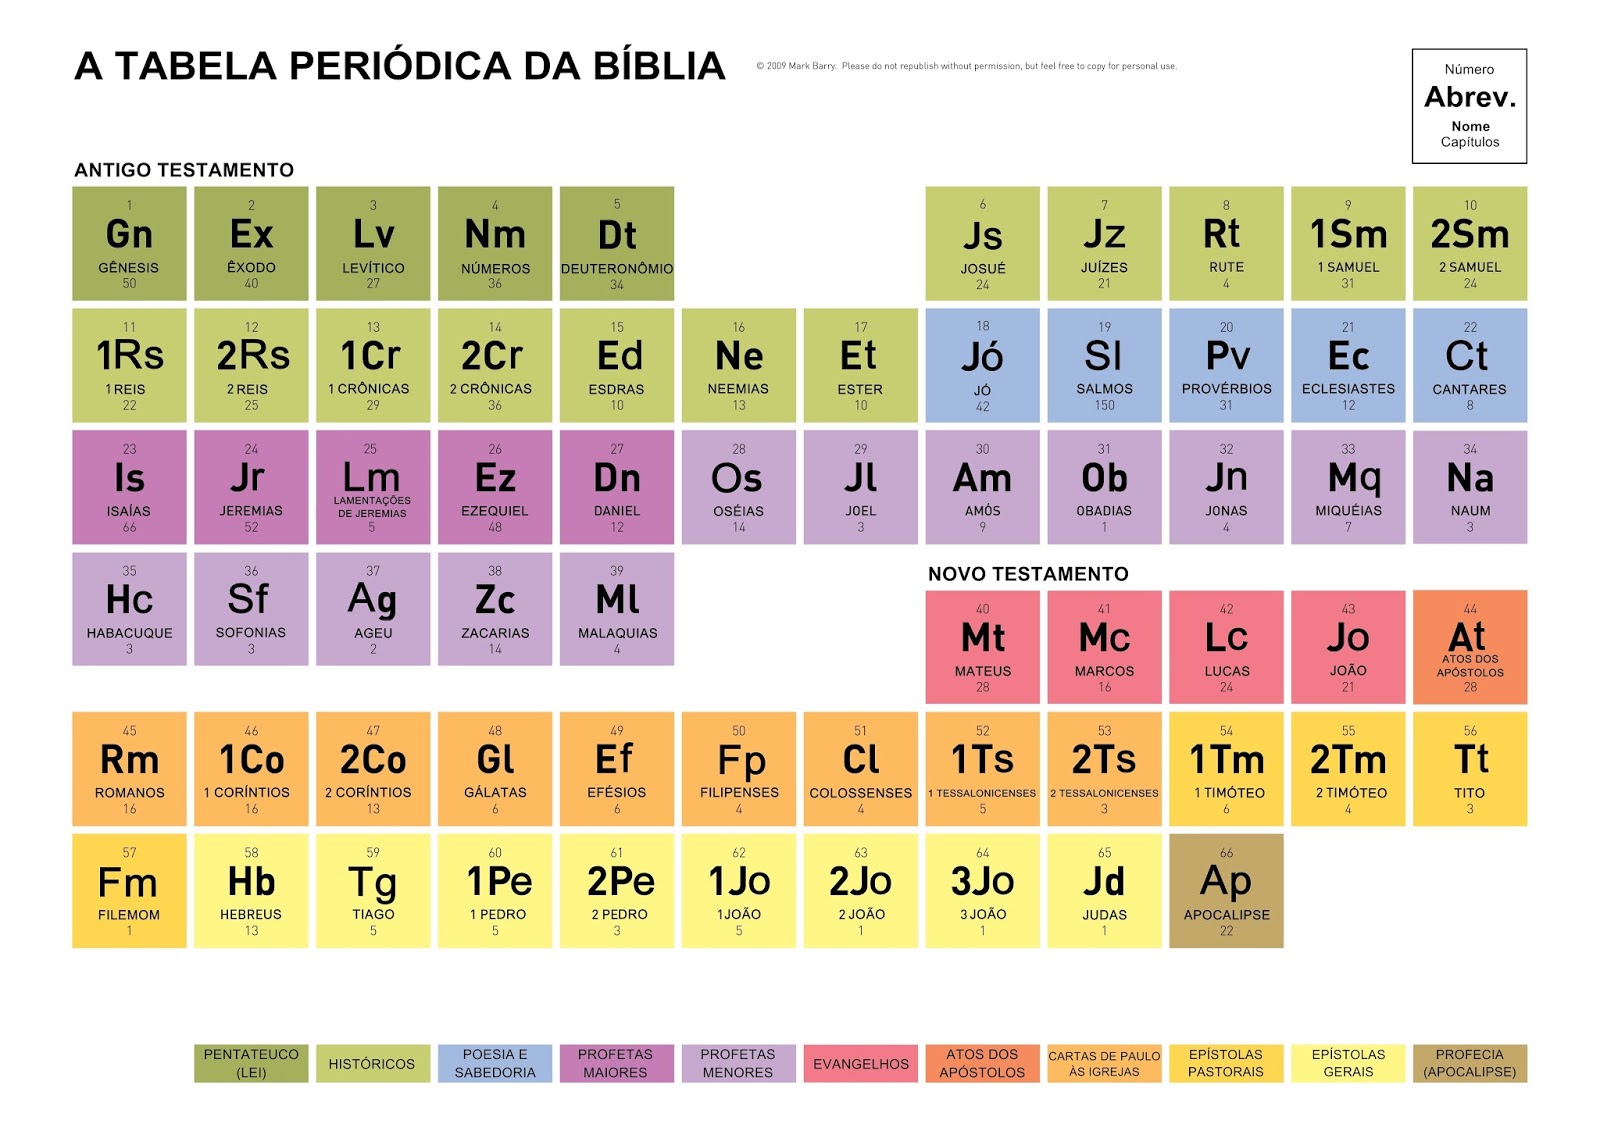 A TABELA PERIÓDICA DA BÍBLIA
© 2009 Mark Barry. Please do not republish without permission, but feel free to copy for personal use.
Número
Abrev.
Nome
Capítulos
ANTIGO TESTAMENTO
1
Gn
GÊNESIS
50
2
Ex
ÊXODO
40
3
Lv
LEVÍTICO
27
4
Nm
NÚMEROS
36
5
Dt
DEUTERONÔMIO
34
6
Js
JOSUÉ
24
7
Jz
JUÍZES
21
8
Rt
RUTE
4
9
1Sm
1 SAMUEL
31
10
2Sm
2 SAMUEL
24
11
1Rs
1 REIS
22
12
2Rs
2 REIS
25
13
1Cr
1 CRÔNICAS
29
14
2Cr
2 CRÔNICAS
36
15
Ed
ESDRAS
10
16
Ne
NEEMIAS
13
17
Et
ESTER
10
18
Jó
JÓ
42
19
Sl
SALMOS
150
20
Pv
PROVÉRBIOS
31
21
Ec
ECLESIASTES
12
22
Ct
CANTARES
8
23
Is
ISAÍAS
66
24
Jr
JEREMIAS
52
25
Lm
LAMENTAÇÕES
DE JEREMIAS
5
26
Ez
EZEQUIEL
48
27
Dn
DANIEL
12
28
Os
OSÉIAS
14
29
Jl
JOEL
3
30
Am
AMÓS
9
31
Ob
OBADIAS
1
32
Jn
JONAS
4
33
Mq
MIQUÉIAS
7
34
Na
NAUM
3
35
Hc
HABACUQUE
3
36
Sf
SOFONIAS
3
37
Ag
AGEU
2
38
Zc
ZACARIAS
14
39
Ml
MALAQUIAS
4
NOVO TESTAMENTO
40
Mt
MATEUS
28
41
Mc
MARCOS
16
42
Lc
LUCAS
24
43
Jo
JOÃO
21
44
At
ATOS DOS
APÓSTOLOS
28
45
Rm
ROMANOS
16
46
1Co
1 CORÍNTIOS
16
47
2Co
2 CORÍNTIOS
13
48
Gl
GÁLATAS
6
49
Ef
EFÉSIOS
6
50
Fp
FILIPENSES
4
51
Cl
COLOSSENSES
4
52
1Ts
1 TESSALONICENSES
5
53
2Ts
2 TESSALONICENSES
3
54
1Tm
1 TIMÓTEO
6
55
2Tm
2 TIMÓTEO
4
56
Tt
TITO
3
57
Fm
FILEMOM
1
58
Hb
HEBREUS
13
59
Tg
TIAGO
5
60
1Pe
1 PEDRO
5
61
2Pe
2 PEDRO
3
62
1Jo
1JOÃO
5
63
2Jo
2 JOÃO
1
64
3Jo
3 JOÃO
1
65
Jd
JUDAS
1
66
Ap
APOCALIPSE
22
PENTATEUCO
(LEI)
HISTÓRICOS
POESIA E
SABEDORIA
PROFETAS
MAIORES
PROFETAS
MENORES
EVANGELHOS
ATOS DOS
APÓSTOLOS
CARTAS DE PAULO
ÀS IGREJAS
EPÍSTOLAS
PASTORAIS
EPÍSTOLAS
GERAIS
PROFECIA
(APOCALIPSE)